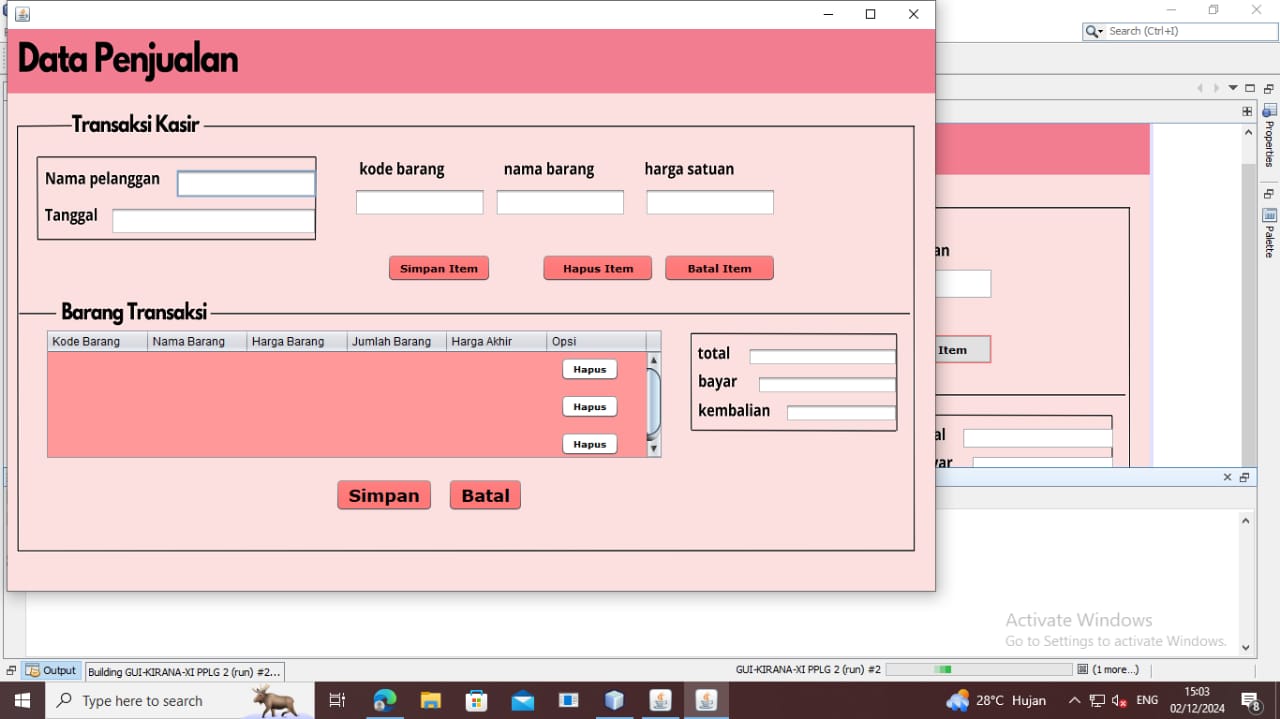 Search (Ctrl+I)
Data Penjualan
Transaksi Kasir
Nama pelanggan
Tanggal
kode barang
nama barang
harga satuan
Simpan Item
Hapus Item
Batal Item
Barang Transaksi
Kode Barang
Nama Barang
Harga Barang
Jumlah Barang
Harga Akhir
Opsi
Hapus
Hapus
Hapus
total
bayar
kembalian
Simpan
Batal
an
Item
al
var
Properties
Palette
Activate Windows
Go to Settings to activate Windows.
Output
Building GUI-KIRANA-XI PPLG 2 (run) #2...
GUI-KIRANA-XI PPLG 2 (run) #2
(1 more...)
Type here to search
28°C Hujan
ENG
15:03
02/12/2024
8